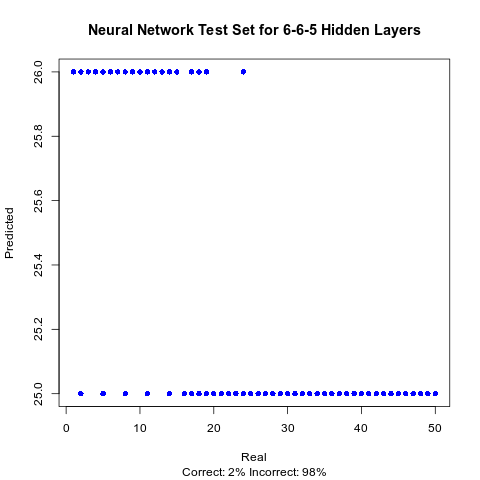 Neural Network Test Set for 6-6-5 Hidden Layers
Predicted
26.0
25.8
25.6
25.4
25.2
25.0
0 10 20 30 40 50
Real
Correct: 2% Incorrect: 98%